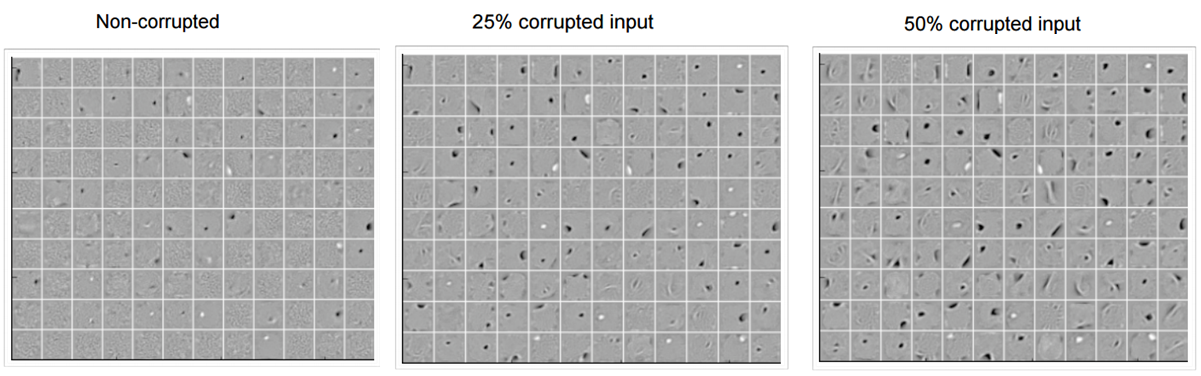 Non-corrupted
25% corrupted input
50% corrupted input